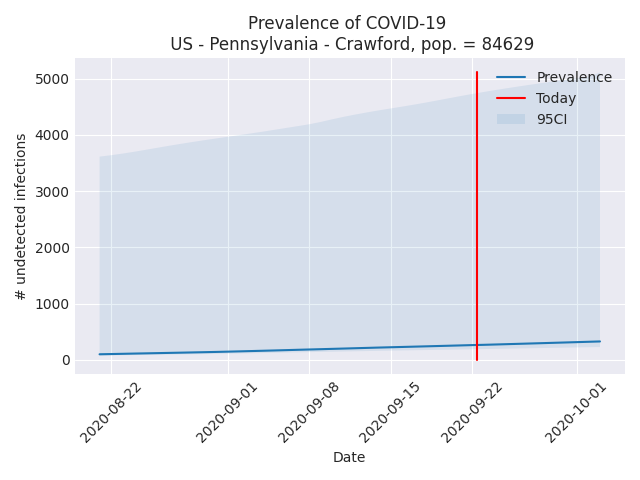 Prevalence of COVID-19
US - Pennsylvania - Crawford, pop. = 84629
5000
4000
3000
2000
1000
0
# undetected infections
Prevalence
Today
95CI
2020-08-22
2020-09-01
2020-09-08
2020-09-15
2020-09-22
2020-10-01
Date